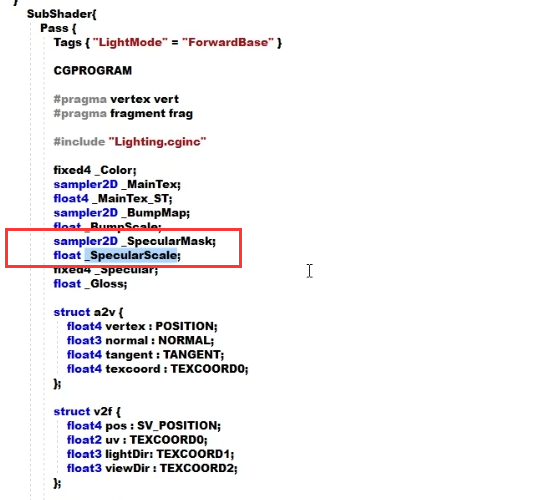 }
SubShader{
Pass {
Tags { "LightMode" = "ForwardBase" }
CGPROGRAM
#pragma vertex vert
#pragma fragment frag
#include "Lighting.cginc"
fixed4 _Color;
sampler2D _MainTex;
float4 _MainTex_ST;
sampler2D _BumpMap;
float _BumpScale;
sampler2D _SpecularMask;
float _SpecularScale;
fixed4 _Specular;
float _Gloss;
struct a2v {
float4 vertex : POSITION;
float3 normal : NORMAL;
float4 tangent : TANGENT;
float4 texcoord : TEXCOORD0;
};
struct v2f {
float4 pos : SV_POSITION;
float2 uv : TEXCOORD0;
float3 lightDir: TEXCOORD1;
float3 viewDir : TEXCOORD2;
};